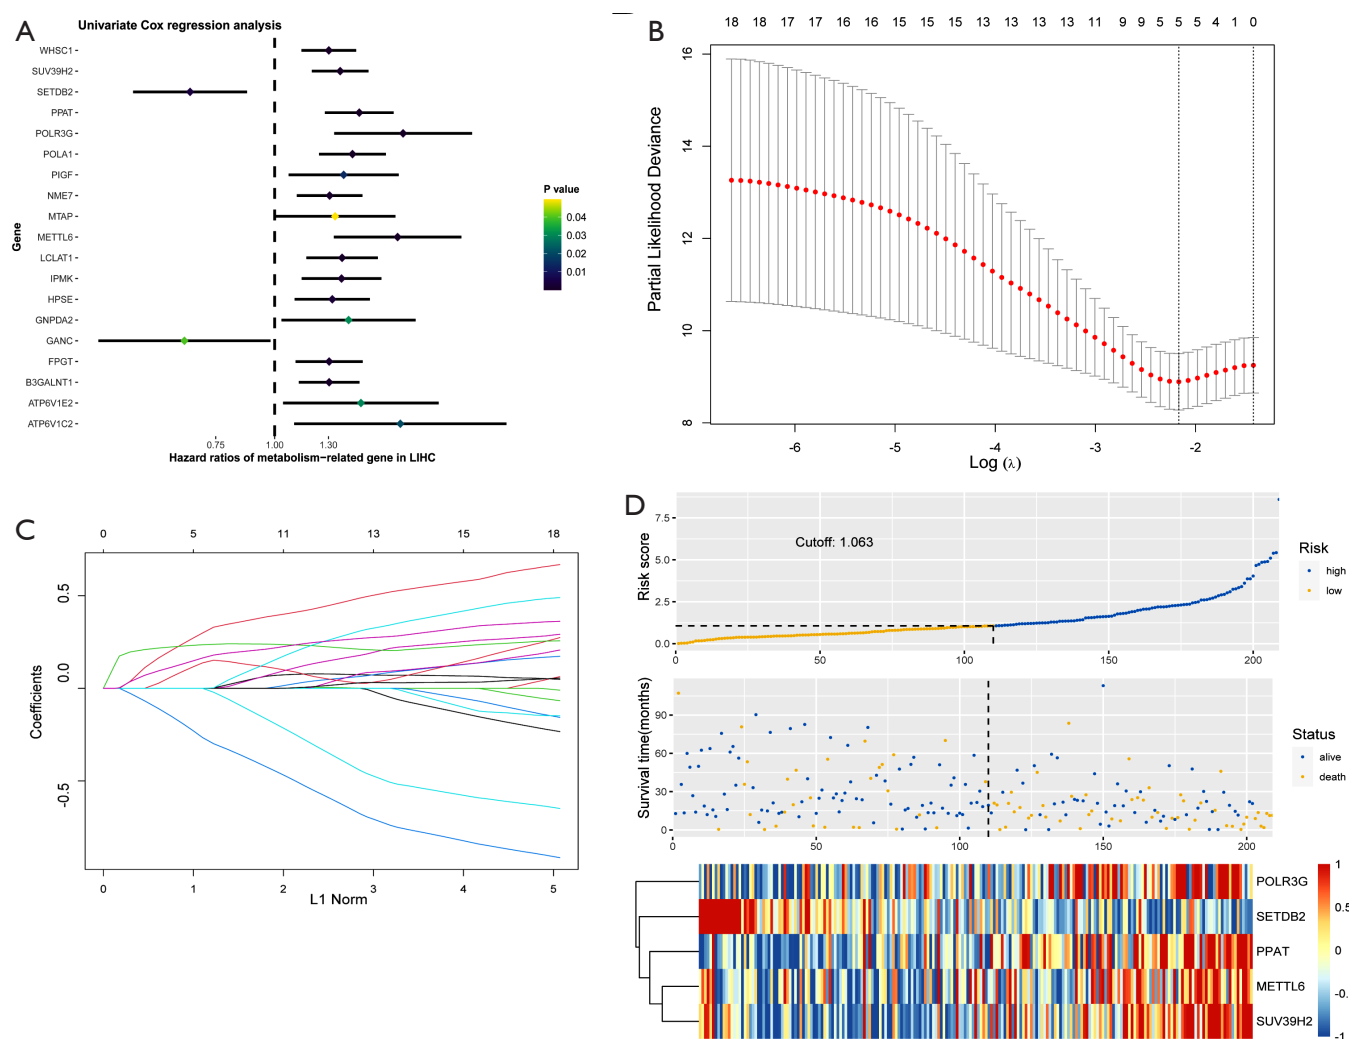 A
Univariate Cox regression analysis
Gene
WHSC1
SUV39H2
SETDB2
PPAT
POLR3G
POLA1
PIGF
NME7
MTAP
METTL6
LCLAT1
IPMK
HPSE
GNPDA2
GANC
FPGT
B3GALNT1
ATP6V1E2
ATP6V1C2
0.75 1.00 1.30
Hazard ratios of metabolism-related gene in LIHC
P value
0.04
0.03
0.02
0.01
B
18 18 17 17 16 16 15 15 15 13 13 13 13 11 9 9 5 5 5 4 1 0
Partial Likelihood Deviance
16
14
12
10
8
-6 -5 -4 -3 -2
Log (λ)
C
0 5 11 13 15 18
Coefficients
0.5
0.0
-0.5
0 1 2 3 4 5
L1 Norm
D
Risk score
7.5
5.0
2.5
0.0
Cutoff: 1.063
0 50 100 150 200
Risk
high
low
Survival time(months)
90
60
30
0
0 50 100 150 200
Status
alive
death
POLR3G
SETDB2
PPAT
METTL6
SUV39H2
1
0.5
0
-0.
-1